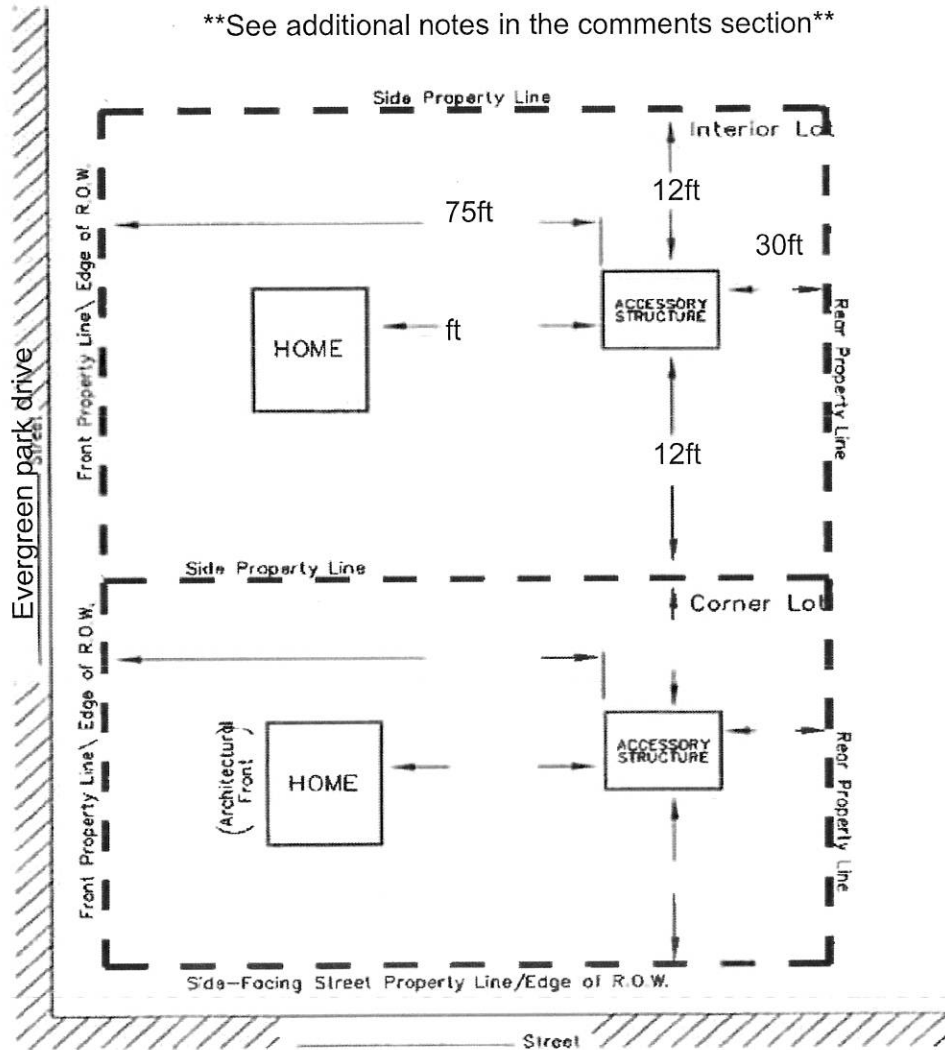 **See additional notes in the comments section**
Side Property Line
Interior Lot
Front Property Line\ Edge of R.O.W.
75ft
12ft
30ft
ACCESSORY
STRUCTURE
HOME
ft
Rear Property Line
12ft
Evergreen park drive
Street
Side Property Line
Corner Lot
Front Property Line\ Edge of R.O.W.
(Architectural
Front)
HOME
ACCESSORY
STRUCTURE
Rear Property Line
Side-Facing Street Property Line/Edge of R.O.W.
Street